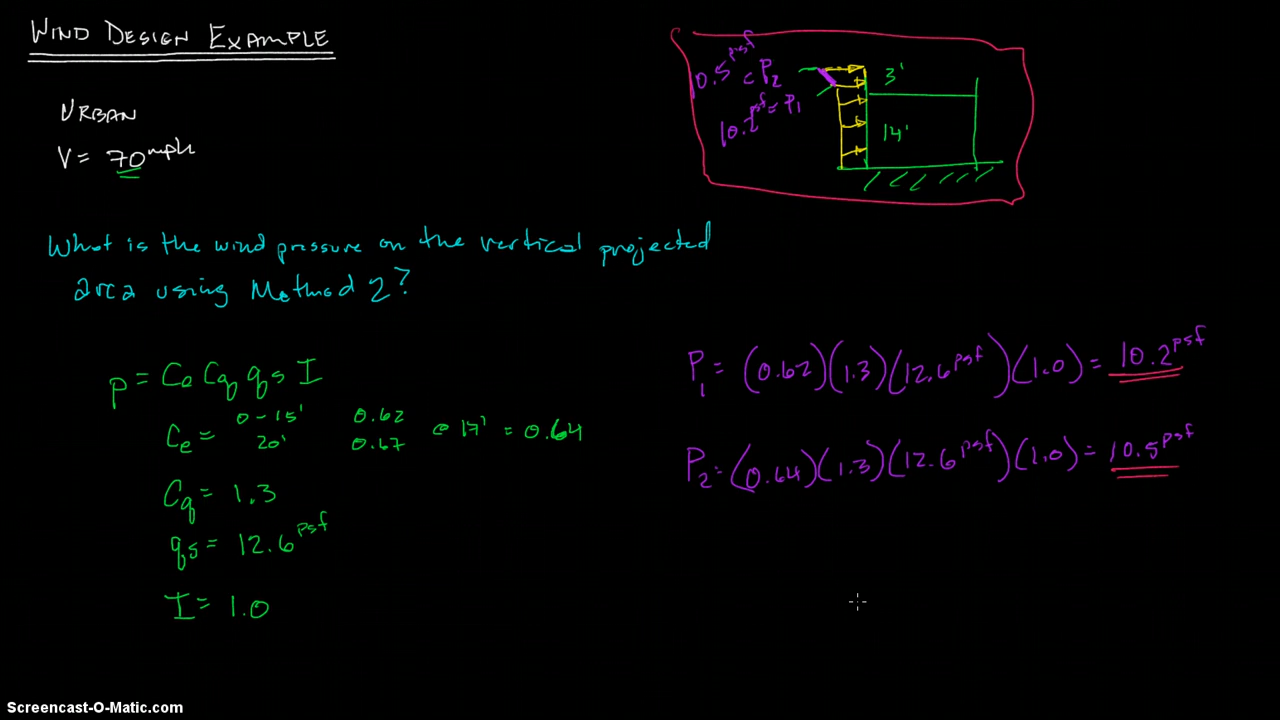 WIND DESIGN EXAMPLE
URBAN
V = 70 mph
10.5 psf = P2
10.2 psf = P1
3'
14'
What is the wind pressure on the vertical projected
area using Method 2?
p = Ce Cq qs I
Ce = 0-15' 0.62
20' 0.67
@ 17' = 0.64
Cq = 1.3
qs = 12.6 psf
I = 1.0
P1 = (0.62)(1.3)(12.6 psf)(1.0) = 10.2 psf
P2 = (0.64)(1.3)(12.6 psf)(1.0) = 10.5 psf
Screencast-O-Matic.com